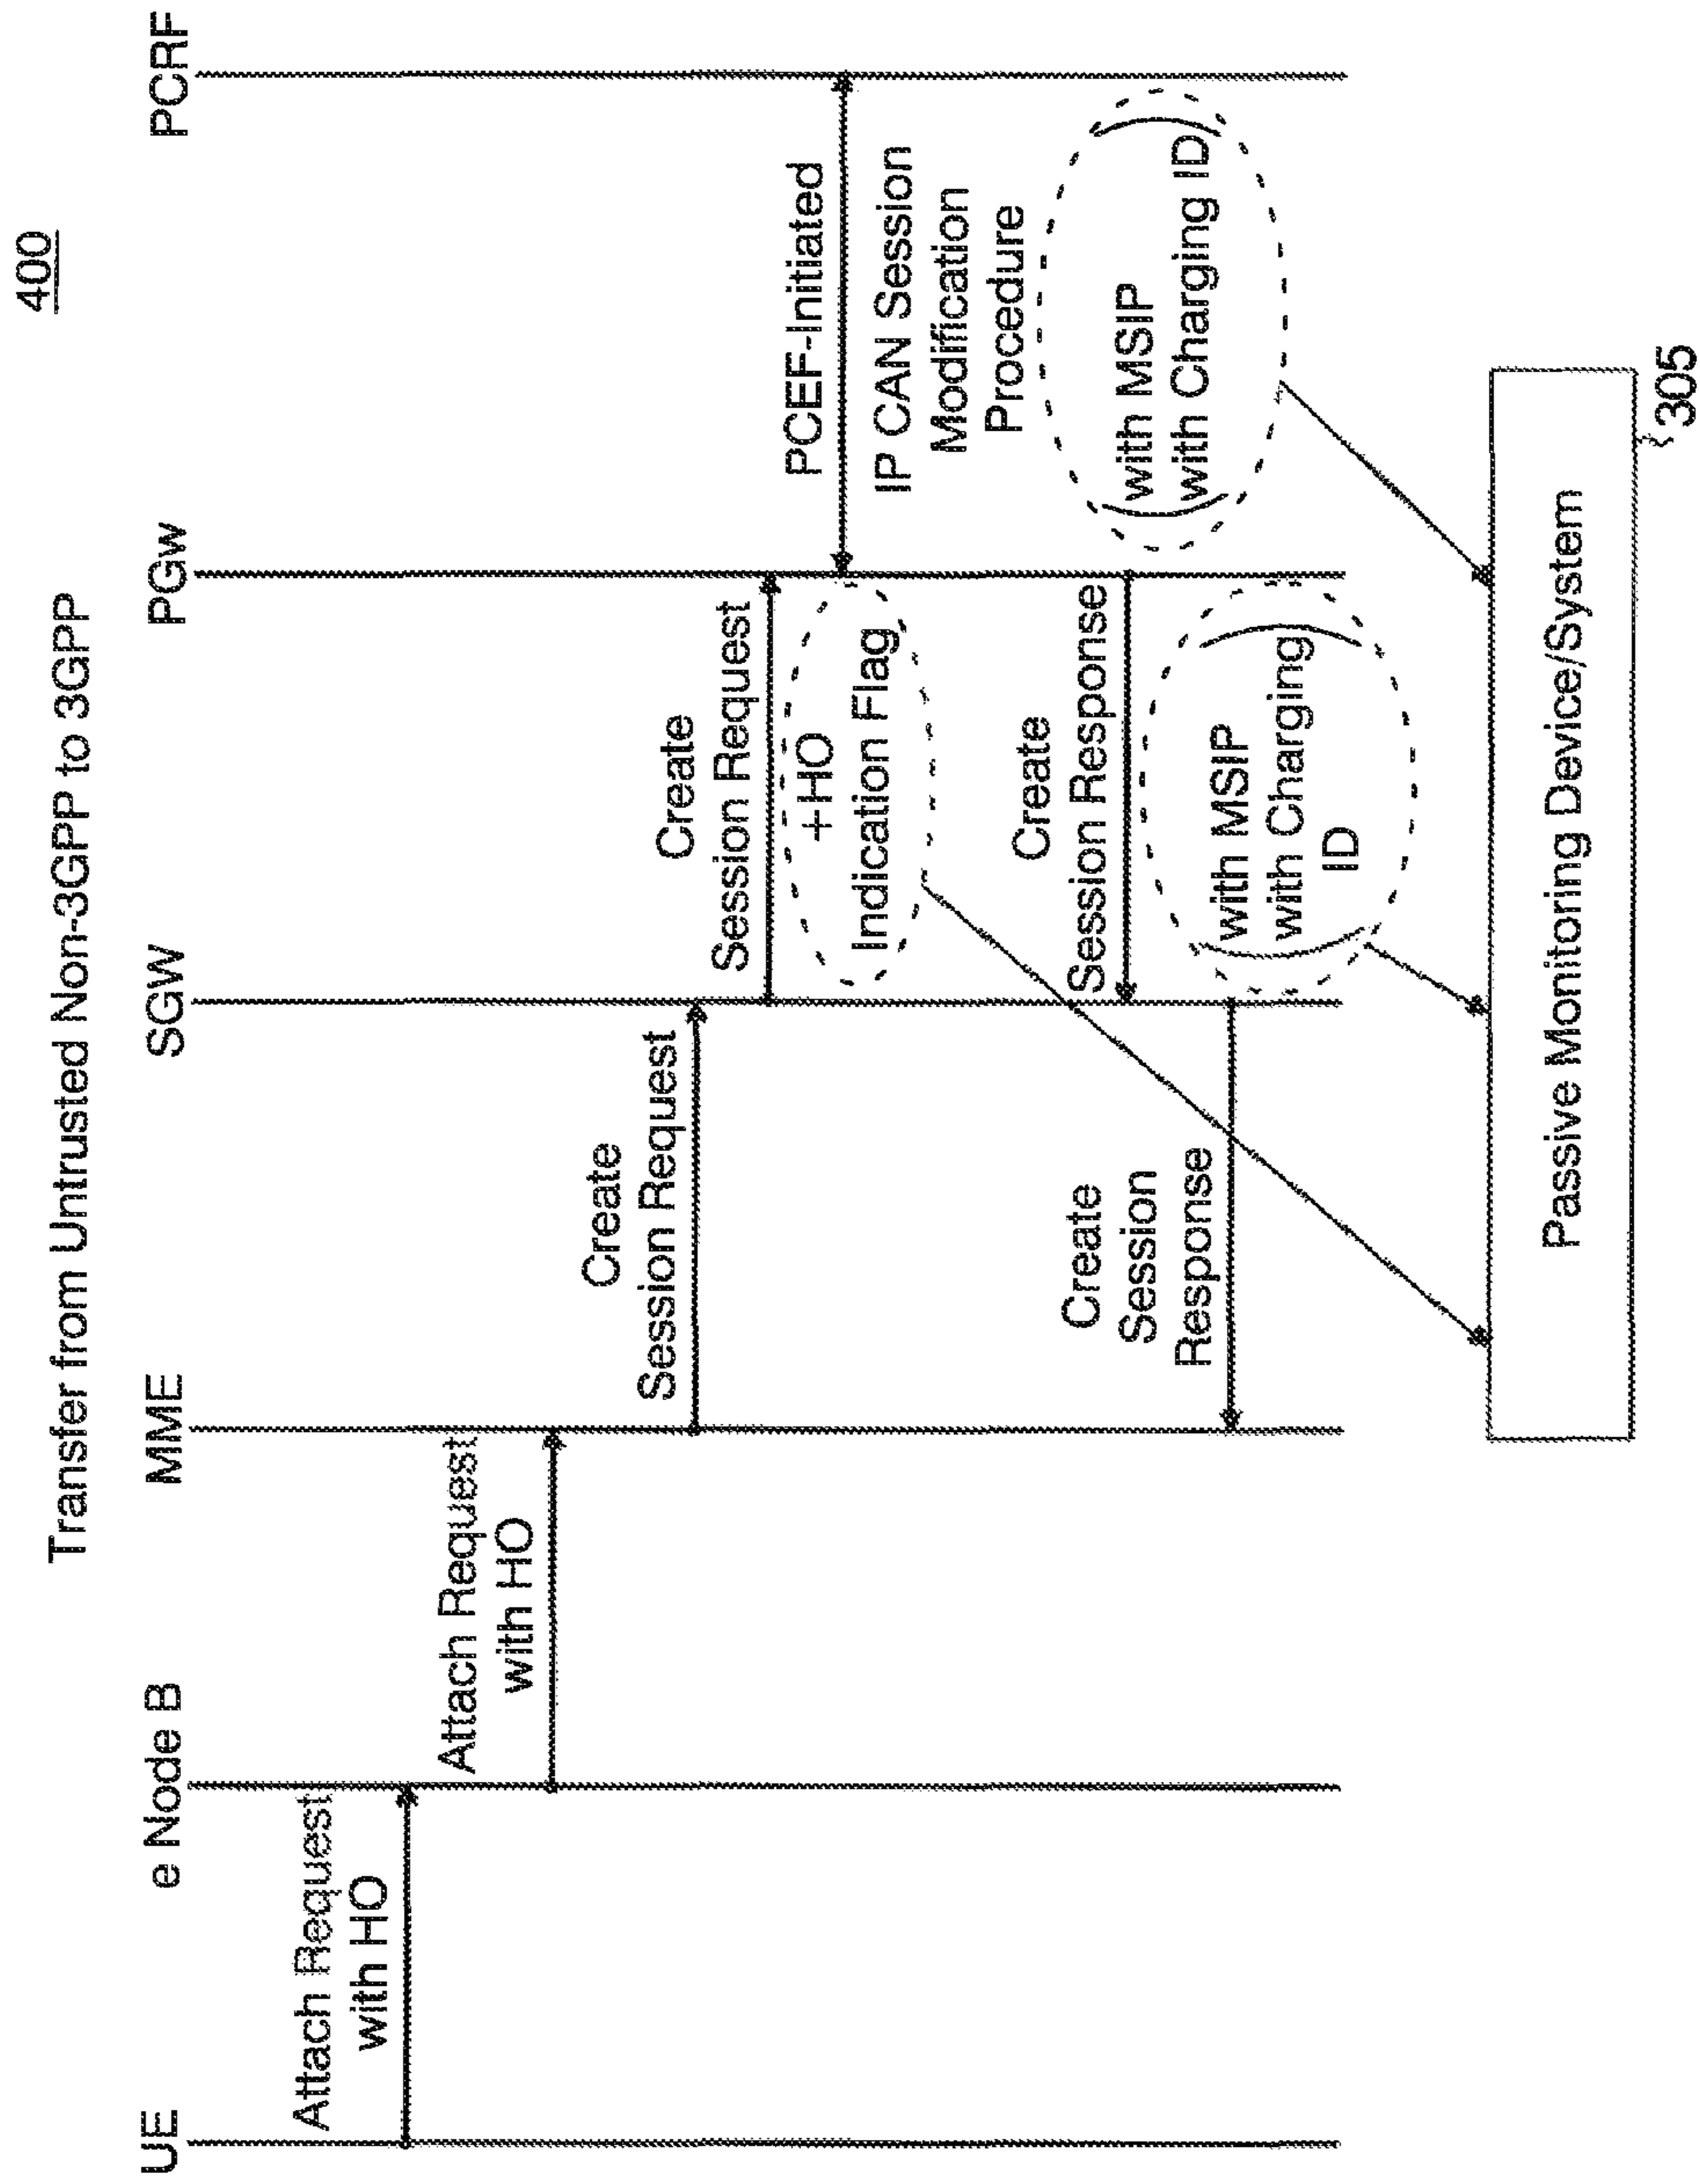 400
Transfer from Untrusted Non-3GPP to 3GPP
UE
e Node B
MME
SGW
PGw
PCRF
Attach Request
with HO
Attach Request
with HO
Create
Session Request
Create
Session Request
+HO
Indication Flag
PCEF-Initiated
IP CAN Session
Modification
Procedure
(with MSIP
with Charging ID)
Create
Session Response
(with MSIP
with Charging
ID)
Create
Session
Response
Passive Monitoring Device/System
305